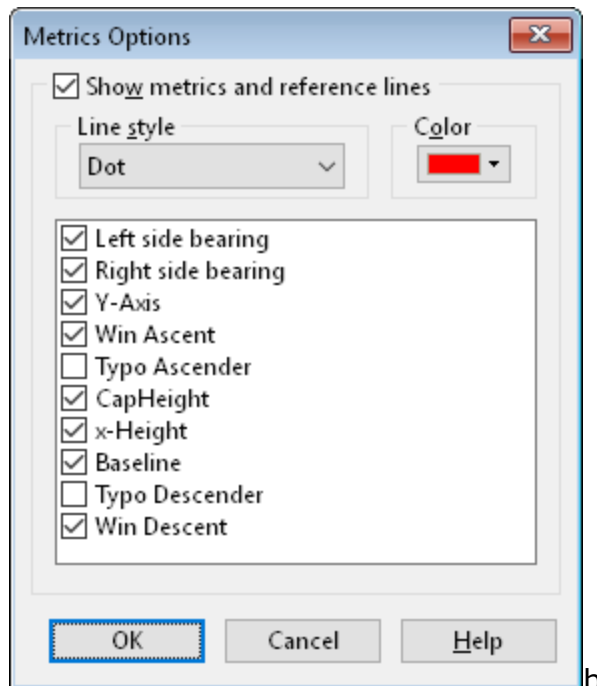 Metrics Options
Show metrics and reference lines
Line style Color
Dot
Left side bearing
Right side bearing
Y-Axis
Win Ascent
Typo Ascender
CapHeight
x-Height
Baseline
Typo Descender
Win Descent
OK Cancel Help